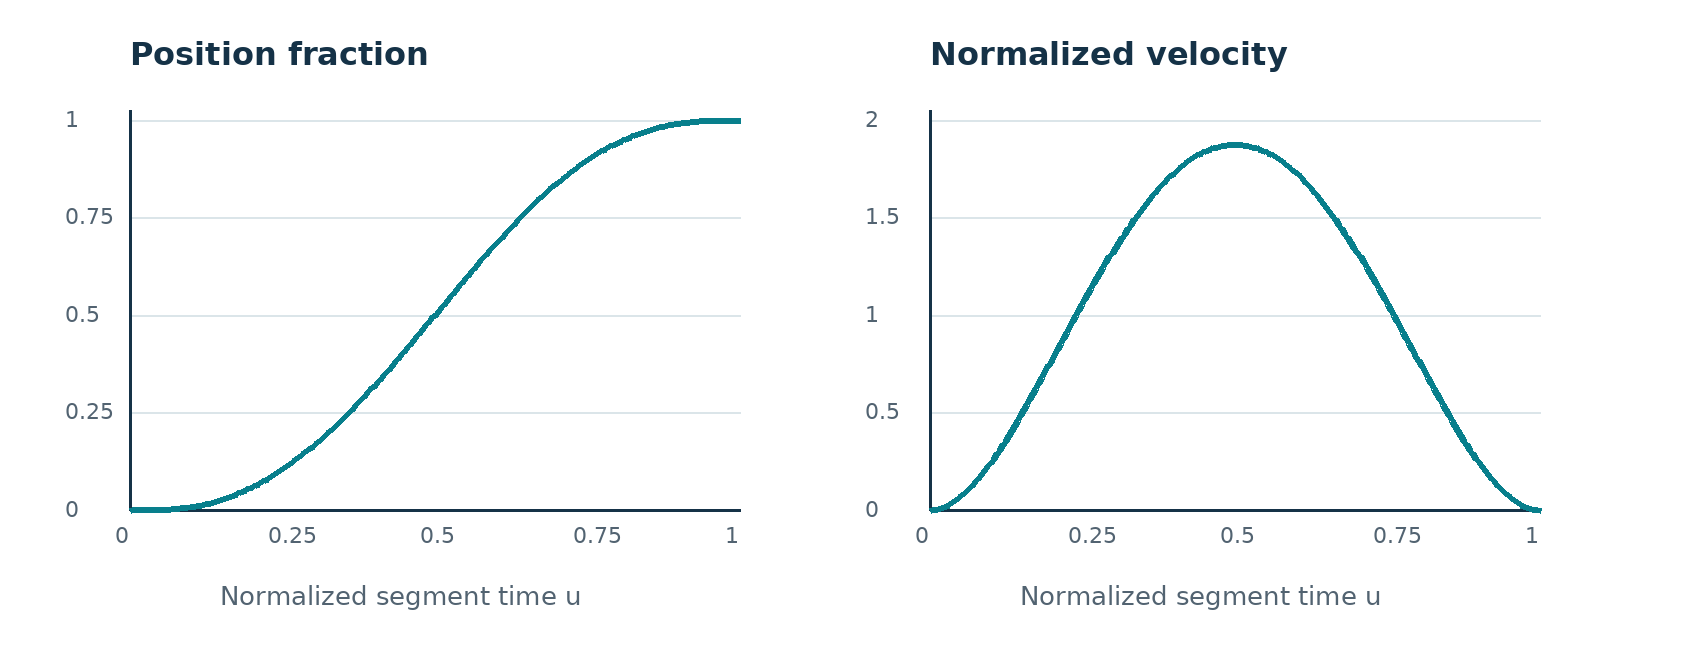 Position fraction
1
0.75
0.5
0.25
0
0 0.25 0.5 0.75 1
Normalized segment time u
Normalized velocity
2
1.5
1
0.5
0
0 0.25 0.5 0.75 1
Normalized segment time u